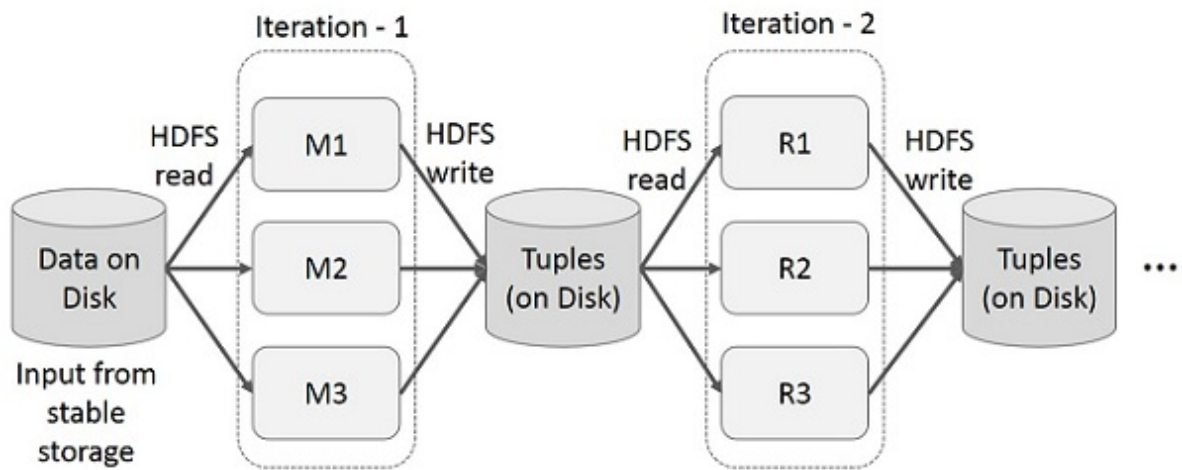 Iteration - 1
Iteration - 2
HDFS
read
M1
HDFS
write
HDFS
read
R1
HDFS
write
Data on
Disk
M2
Tuples
(on Disk)
R2
Tuples
(on Disk)
...
Input from
stable
storage
M3
R3